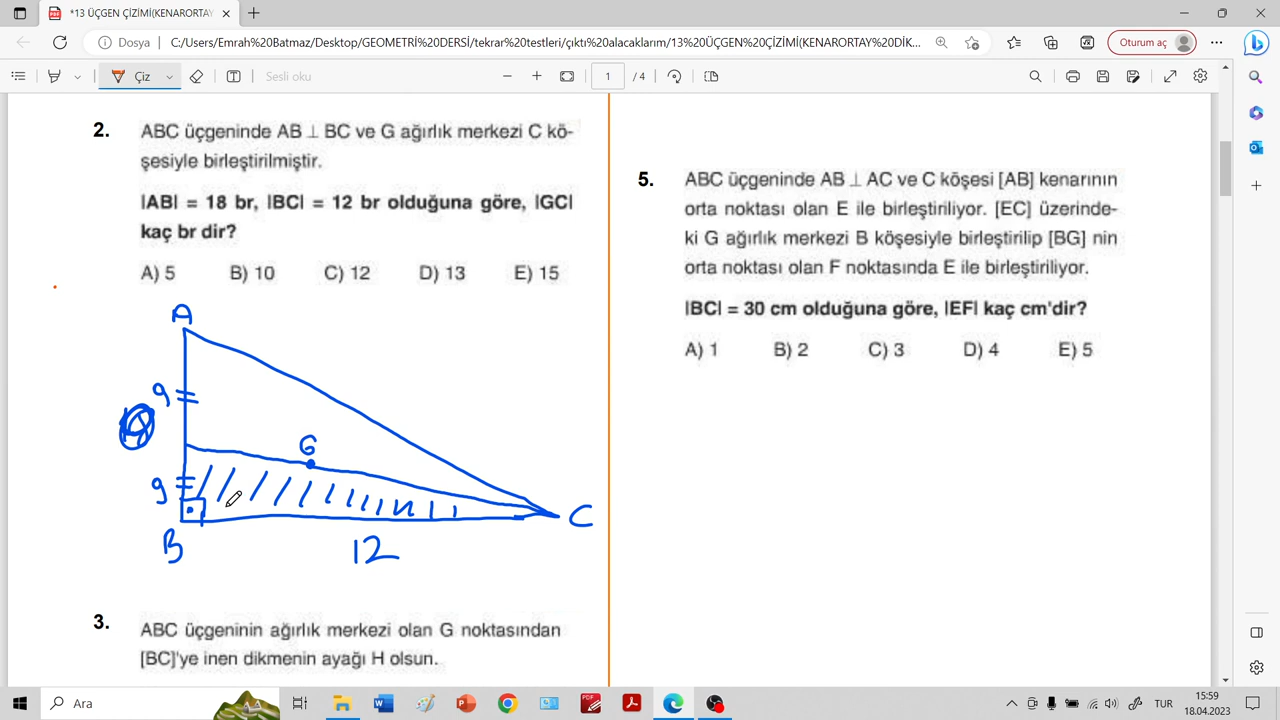 *13 ÜÇGEN ÇİZİMİ(KENARORTAY
Dosya
C:/Users/Emrah%20Batmaz/Desktop/GEOMETRİ%20DERSİ/tekrar%20testleri/çıktı%20alacaklarım/13%20ÜÇGEN%20ÇİZİMİ(KENARORTAY%20DİK...
Oturum aç
Çiz
Sesli oku
1 / 4
2. ABC üçgeninde AB ⊥ BC ve G ağırlık merkezi C kö-
şesiyle birleştirilmiştir.
|AB| = 18 br, |BC| = 12 br olduğuna göre, |GC|
kaç br dir?
A) 5 B) 10 C) 12 D) 13 E) 15
A
9
G
9
B
12
C
3. ABC üçgeninin ağırlık merkezi olan G noktasından
[BC]'ye inen dikmenin ayağı H olsun.
5. ABC üçgeninde AB ⊥ AC ve C köşesi [AB] kenarının
orta noktası olan E ile birleştiriliyor. [EC] üzerinde-
ki G ağırlık merkezi B köşesiyle birleştirilip [BG] nin
orta noktası olan F noktasında E ile birleştiriliyor.
|BC| = 30 cm olduğuna göre, |EF| kaç cm'dir?
A) 1 B) 2 C) 3 D) 4 E) 5
Ara
TUR
15:59
18.04.2023